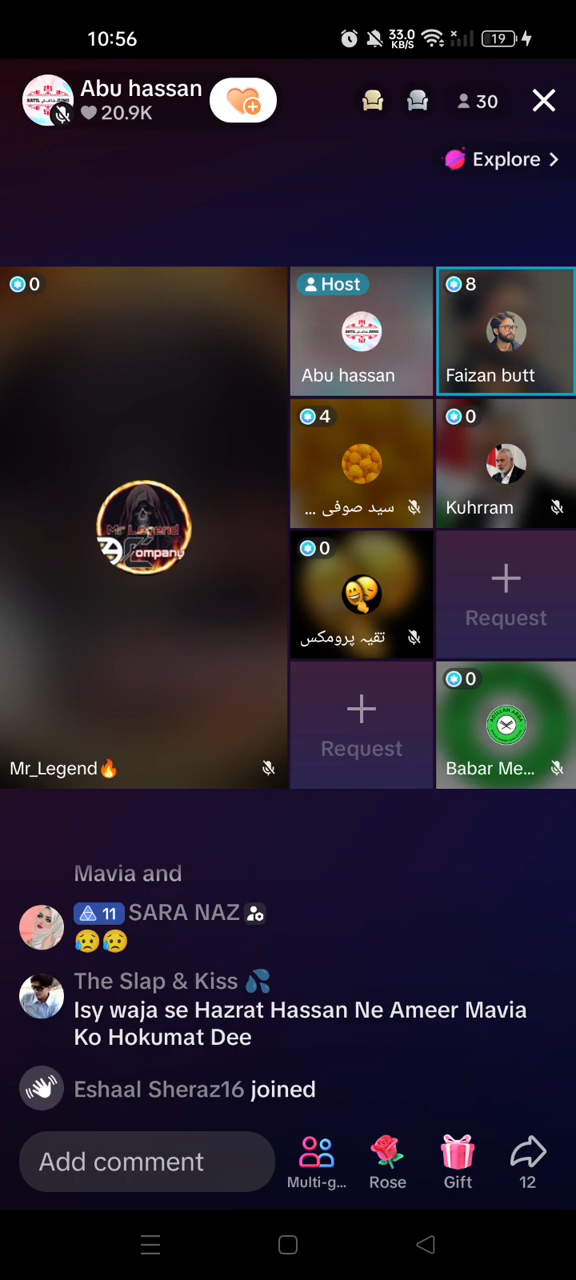 10:56
33.0
KB/S
19
Abu hassan
20.9K
30
Explore
0
Mr Legend
Company
Mr_Legend🔥
Host
Abu hassan
8
Faizan butt
4
سید صوفی ...
0
Kuhrram
0
تقیہ پرومکس
Request
Request
0
Babar Me...
Mavia and
11 SARA NAZ
😥😥
The Slap & Kiss 💦
Isy waja se Hazrat Hassan Ne Ameer Mavia
Ko Hokumat Dee
Eshaal Sheraz16 joined
Add comment
Multi-g...
Rose
Gift
12